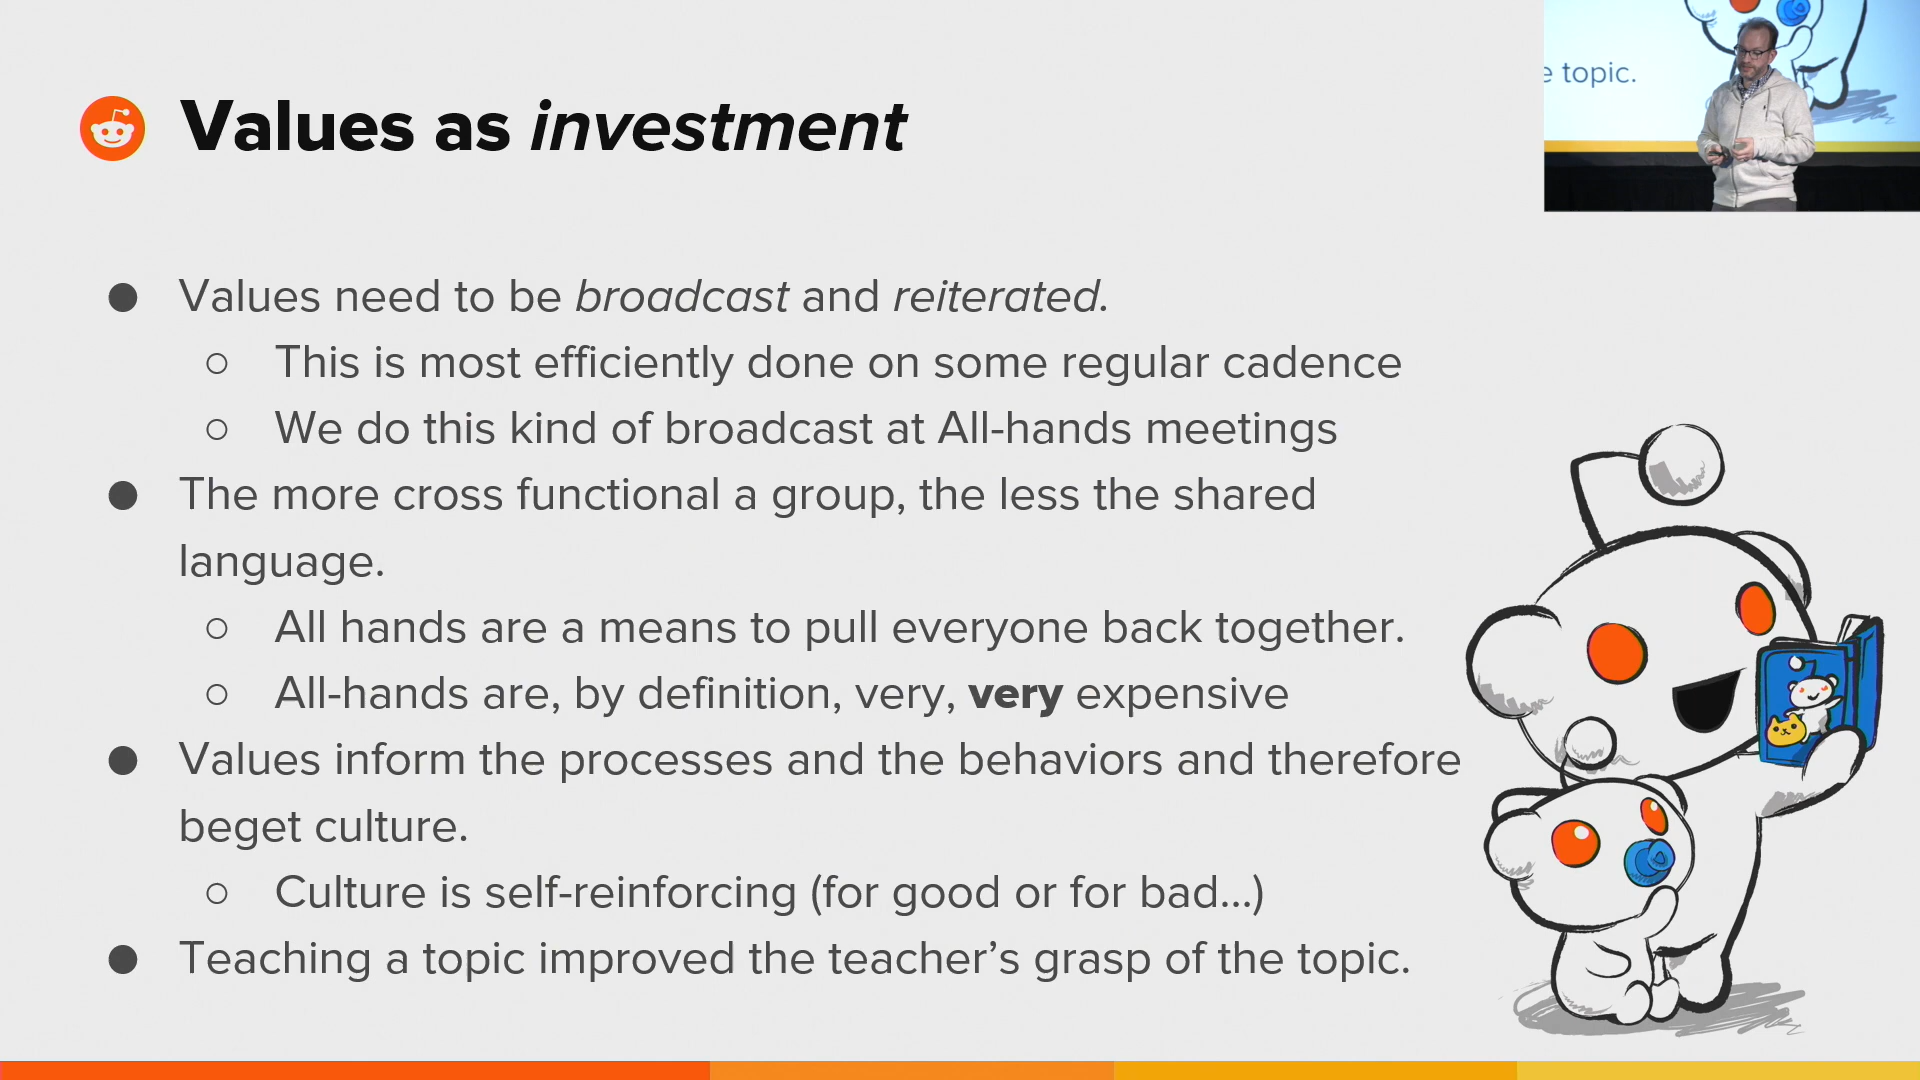 Values as investment
e topic.
Values need to be broadcast and reiterated.
This is most efficiently done on some regular cadence
We do this kind of broadcast at All-hands meetings
The more cross functional a group, the less the shared
language.
All hands are a means to pull everyone back together.
All-hands are, by definition, very, very expensive
Values inform the processes and the behaviors and therefore
beget culture.
Culture is self-reinforcing (for good or for bad...)
Teaching a topic improved the teacher’s grasp of the topic.